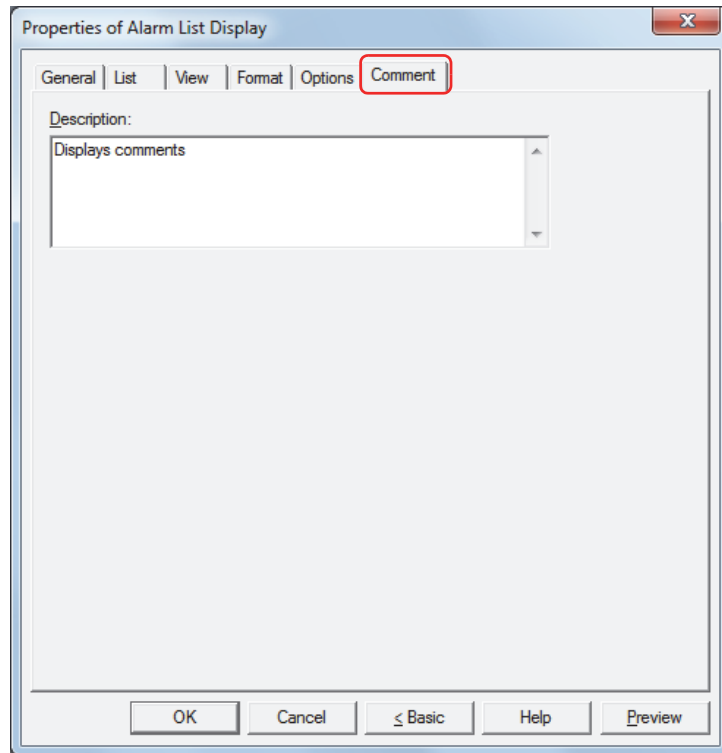 Properties of Alarm List Display
General List View Format Options Comment
Description:
Displays comments
OK Cancel < Basic Help Preview